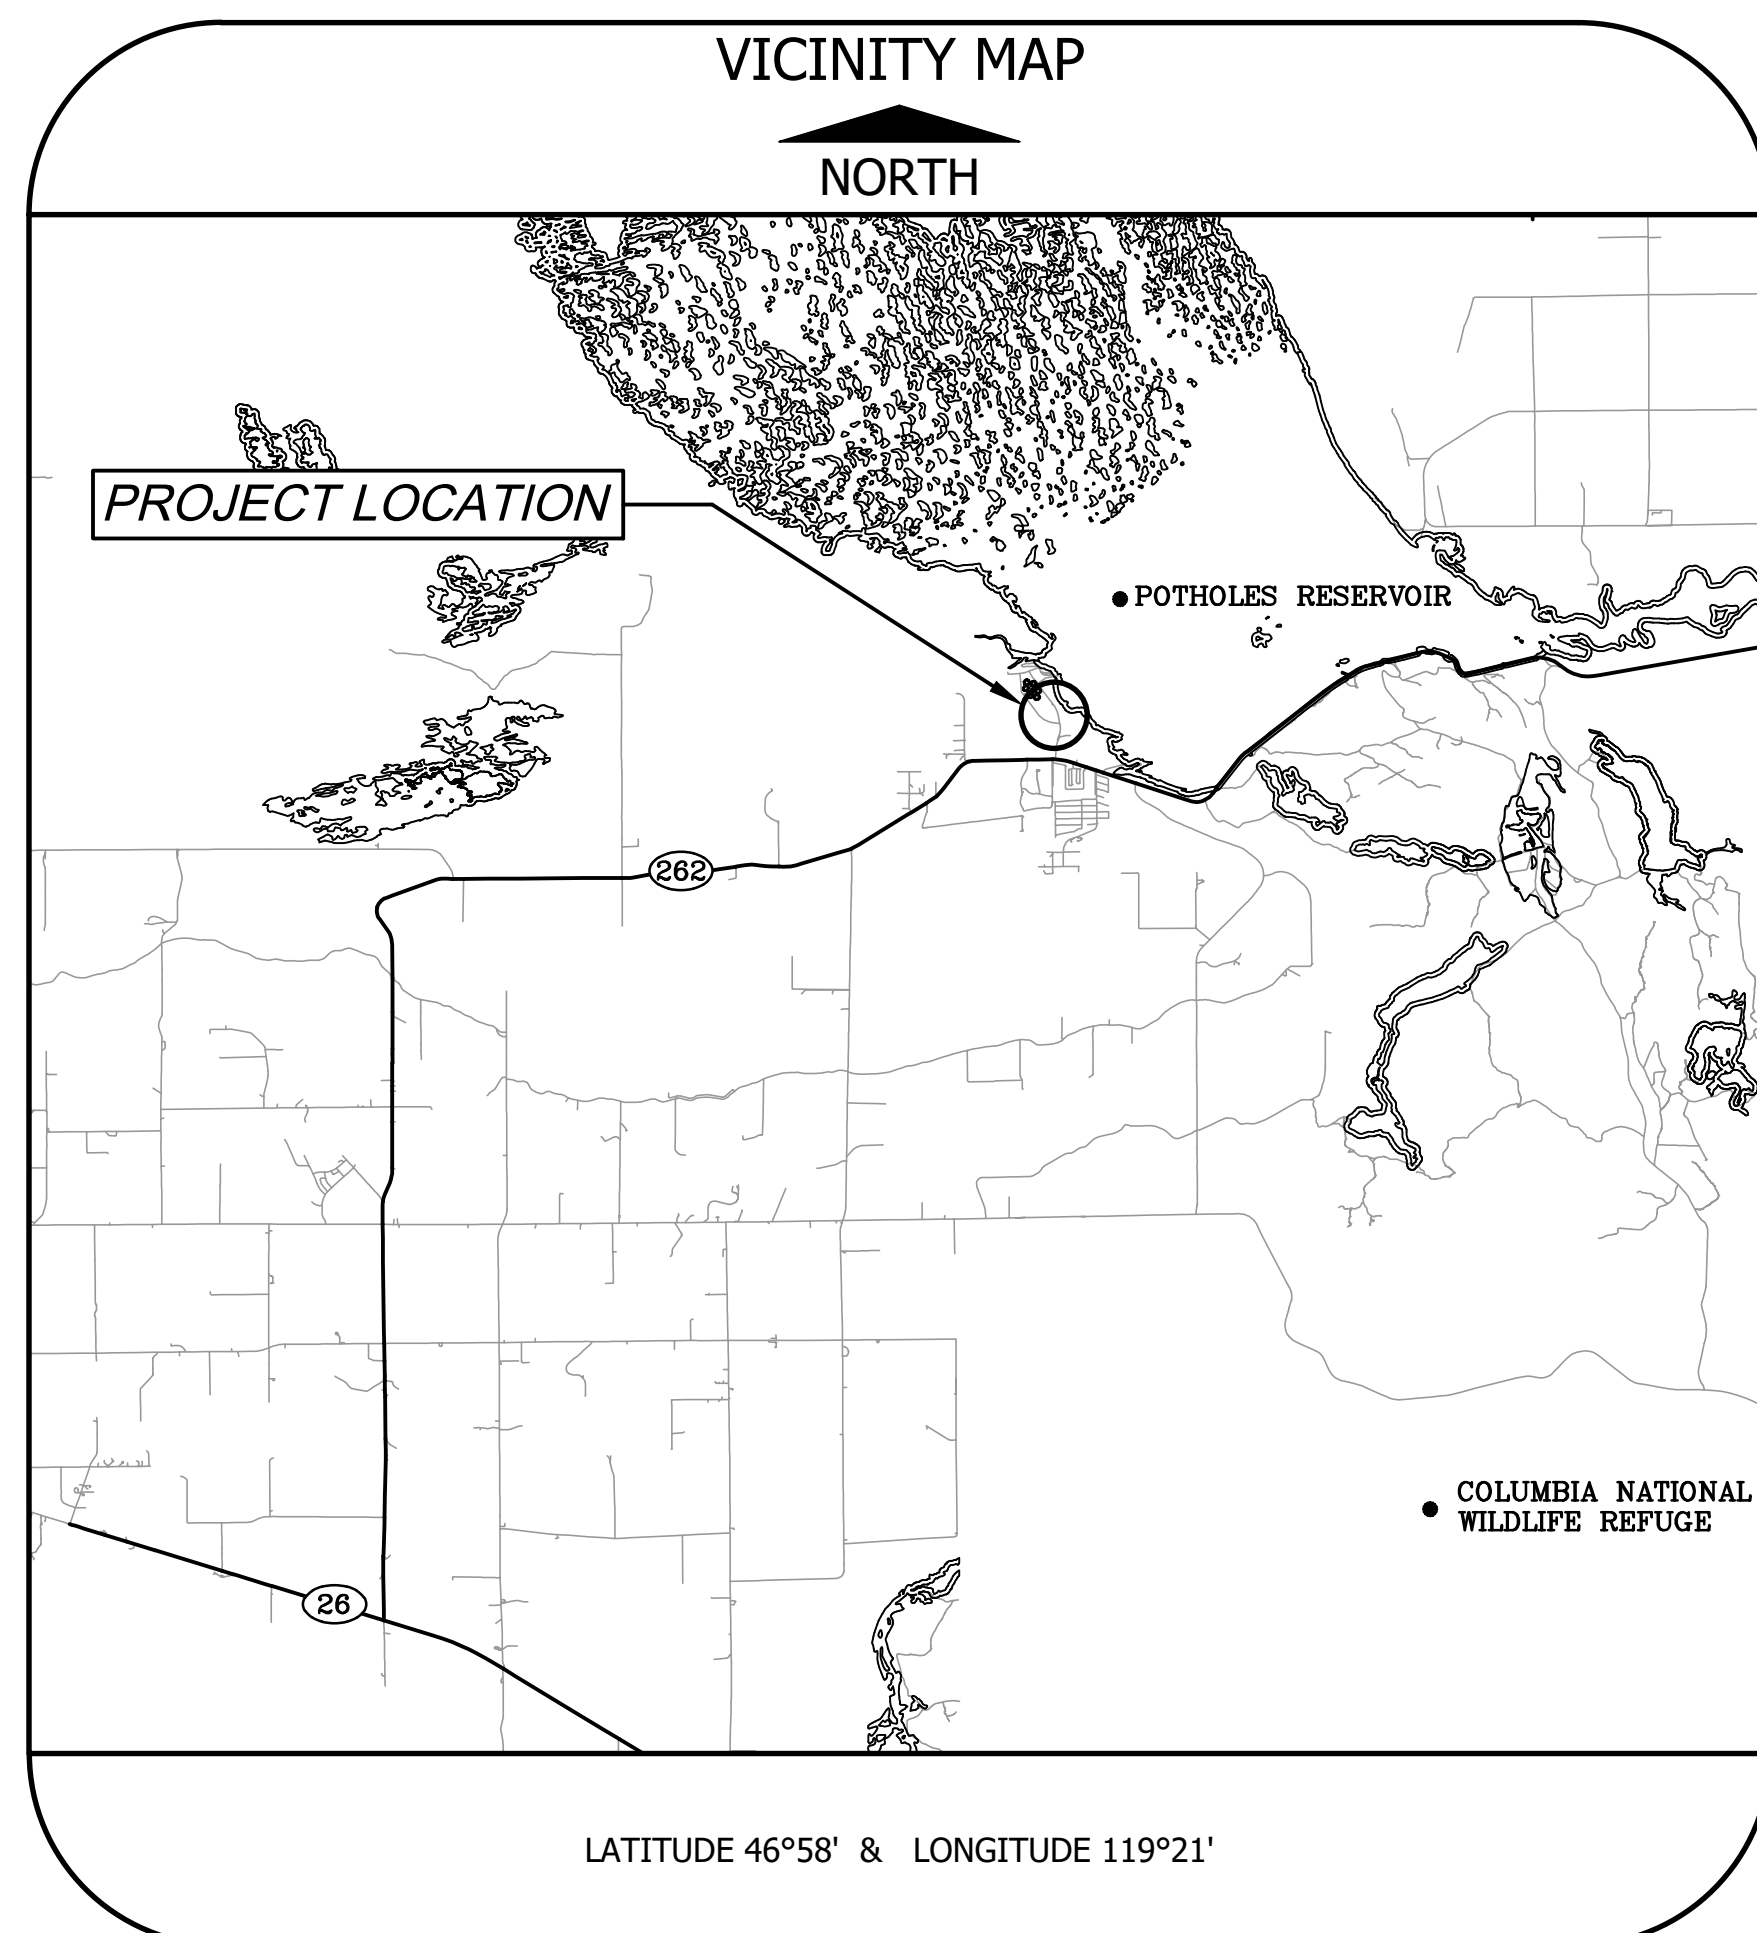 VICINITY MAP
NORTH
PROJECT LOCATION
POTHOLES RESERVOIR
262
COLUMBIA NATIONAL
WILDLIFE REFUGE
26
LATITUDE 46°58' & LONGITUDE 119°21'